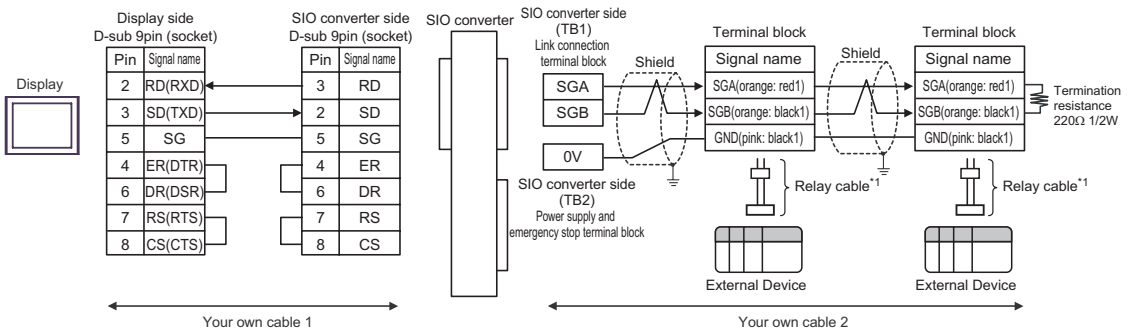 Display
Display side
D-sub 9pin (socket)
Pin Signal name
2 RD(RXD)
3 SD(TXD)
5 SG
4 ER(DTR)
6 DR(DSR)
7 RS(RTS)
8 CS(CTS)
SIO converter side
D-sub 9pin (socket)
Pin Signal name
3 RD
2 SD
5 SG
4 ER
6 DR
7 RS
8 CS
Your own cable 1
SIO converter
SIO converter side
(TB1)
Link connection
terminal block
SGA
SGB
0V
SIO converter side
(TB2)
Power supply and
emergency stop terminal block
Shield
Terminal block
Signal name
SGA(orange: red1)
SGB(orange: black1)
GND(pink: black1)
Relay cable*1
External Device
Shield
Terminal block
Signal name
SGA(orange: red1)
SGB(orange: black1)
GND(pink: black1)
Termination
resistance
220Ω 1/2W
Relay cable*1
External Device
Your own cable 2